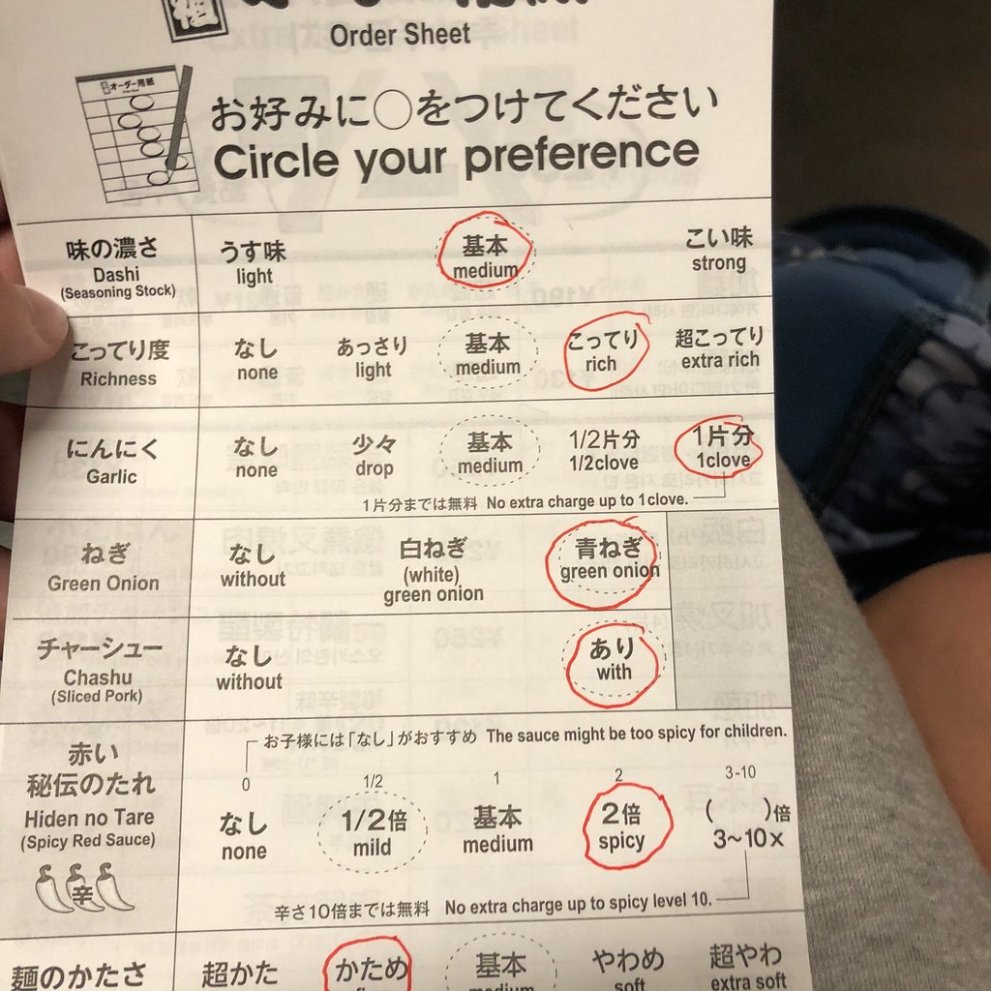 Order Sheet
オーダー用紙
お好みに○をつけてください
Circle your preference
味の濃さ
Dashi
(Seasoning Stock)
うす味
light
基本
medium
こい味
strong
こってり度
Richness
なし
none
あっさり
light
基本
medium
こってり
rich
超こってり
extra rich
にんにく
Garlic
なし
none
少々
drop
基本
medium
1/2片分
1/2clove
1片分
1clove
1片分までは無料 No extra charge up to 1clove.
ねぎ
Green Onion
なし
without
白ねぎ
(white)
green onion
青ねぎ
green onion
チャーシュー
Chashu
(Sliced Pork)
なし
without
あり
with
赤い
秘伝のたれ
Hiden no Tare
(Spicy Red Sauce)
辛
お子様には「なし」がおすすめ The sauce might be too spicy for children.
0
なし
none
1/2
1/2倍
mild
1
基本
medium
2
2倍
spicy
3-10
( )倍
3~10x
辛さ10倍までは無料 No extra charge up to spicy level 10.
麺のかたさ
超かた
かため
基本
medium
やわめ
soft
超やわ
extra soft